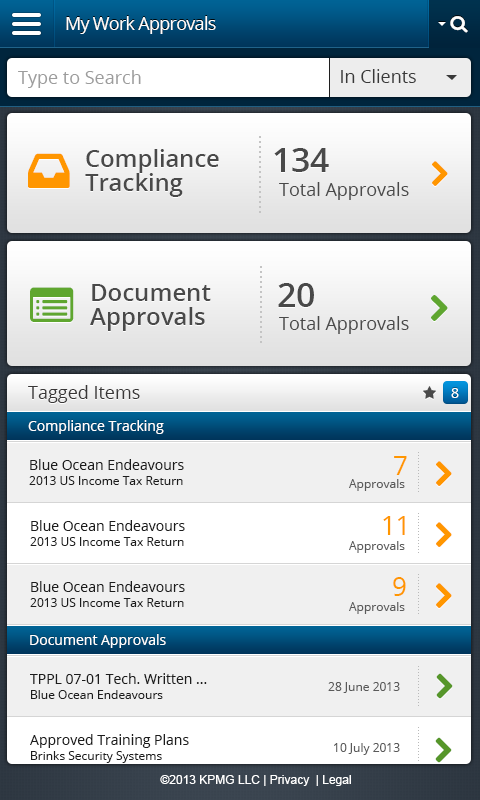 My Work Approvals
Type to Search
In Clients
Compliance
Tracking
134
Total Approvals
Document
Approvals
20
Total Approvals
Tagged Items
8
Compliance Tracking
Blue Ocean Endeavours
2013 US Income Tax Return
7
Approvals
Blue Ocean Endeavours
2013 US Income Tax Return
11
Approvals
Blue Ocean Endeavours
2013 US Income Tax Return
9
Approvals
Document Approvals
TPPL 07-01 Tech. Written ...
Blue Ocean Endeavours
28 June 2013
Approved Training Plans
Brinks Security Systems
10 July 2013
©2013 KPMG LLC | Privacy | Legal